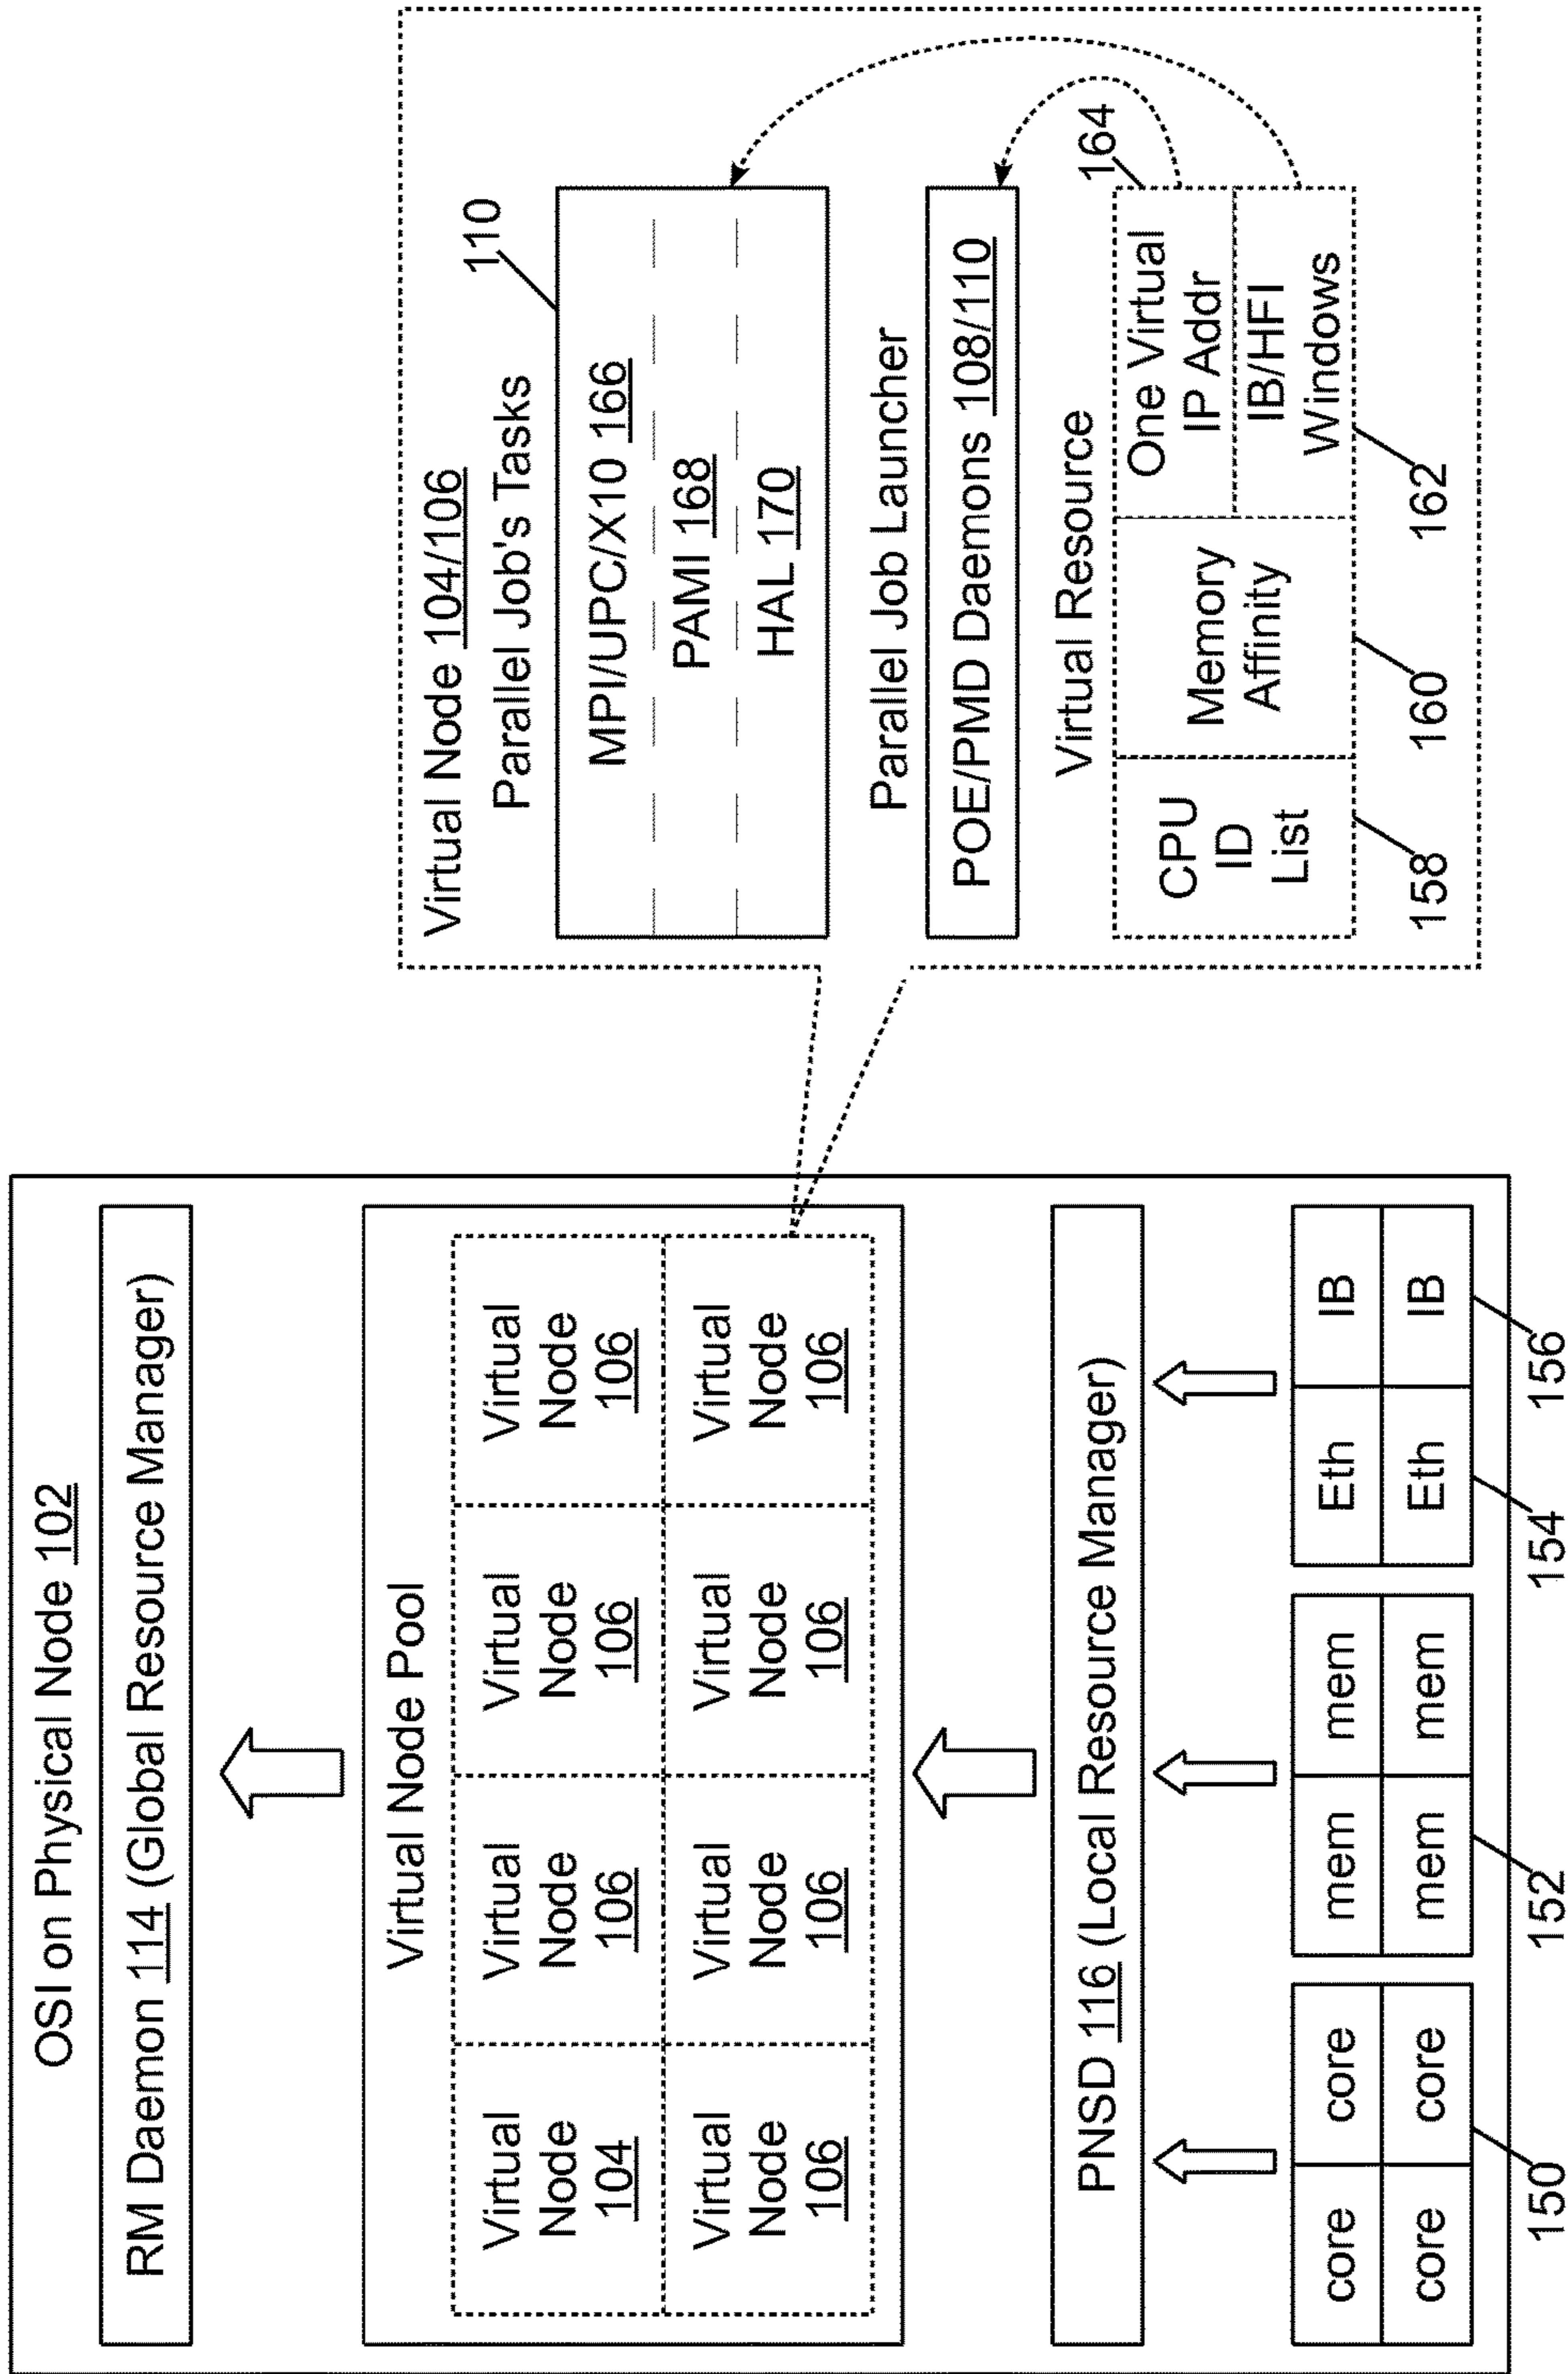 OSI on Physical Node 102
RM Daemon 114 (Global Resource Manager)
Virtual Node Pool
Virtual Node 104
Virtual Node 106
Virtual Node 106
Virtual Node 106
Virtual Node 106
Virtual Node 106
Virtual Node 106
Virtual Node 106
PNSD 116 (Local Resource Manager)
core core
core core
150
mem mem
mem mem
152
Eth IB
Eth IB
154
156
Virtual Node 104/106
Parallel Job's Tasks
110
MPI/UPC/X10 166
PAMI 168
HAL 170
Parallel Job Launcher
POE/PMD Daemons 108/110
Virtual Resource
164
CPU
ID
List
Memory
Affinity
One Virtual
IP Addr
IB/HFI
Windows
158
160
162